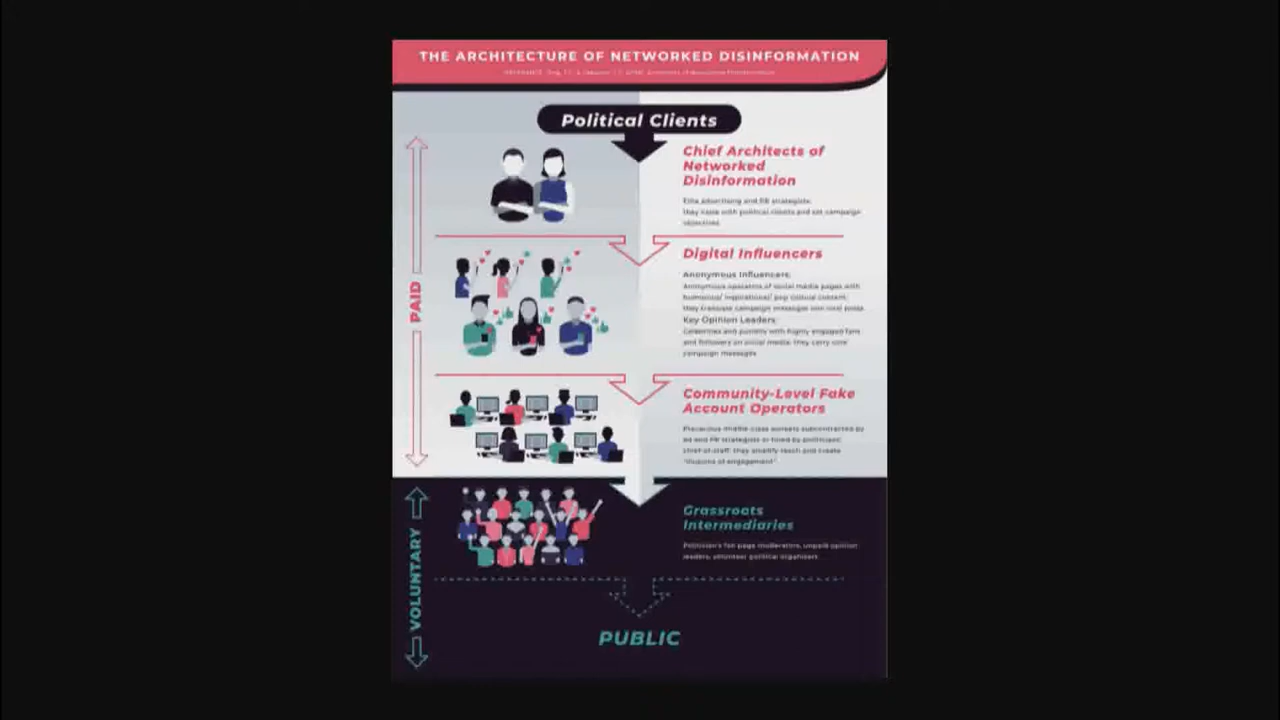 THE ARCHITECTURE OF NETWORKED DISINFORMATION
Political Clients
Chief Architects of
Networked
Disinformation
Elite advertising and PR strategists;
they liaise with political clients and set campaign
objectives
Digital Influencers
Anonymous Influencers:
Anonymous operators of social media pages with
humorous/ inspirational/ pop cultural content;
they translate campaign messages into viral posts
Key Opinion Leaders:
Celebrities and pundits with highly engaged fans
and followers on social media; they carry core
campaign messages
PAID
Community-Level Fake
Account Operators
Precarious middle-class workers subcontracted by
ad and PR strategists or hired by politicians'
chief-of-staff; they amplify reach and create
"illusions of engagement"
Grassroots
Intermediaries
Politician's fan page moderators, unpaid opinion
leaders, volunteer political organizers
VOLUNTARY
PUBLIC